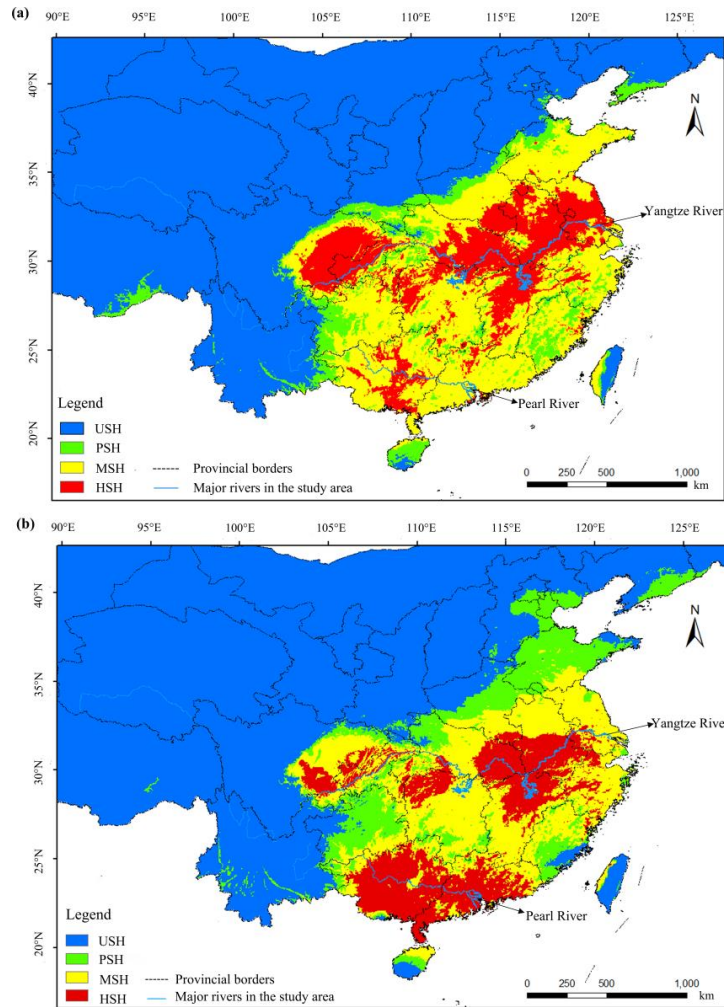 (a)
90°E 95°E 100°E 105°E 110°E 115°E 120°E 125°E
40°N
35°N
30°N
25°N
20°N
N
Yangtze River
Pearl River
Legend
USH
PSH
MSH
HSH
Provincial borders
Major rivers in the study area
0 250 500 1,000
km
(b)
90°E 95°E 100°E 105°E 110°E 115°E 120°E 125°E
40°N
35°N
30°N
25°N
20°N
N
Yangtze Rive
Pearl River
Legend
USH
PSH
MSH
HSH
Provincial borders
Major rivers in the study area
0 250 500 1,000
km